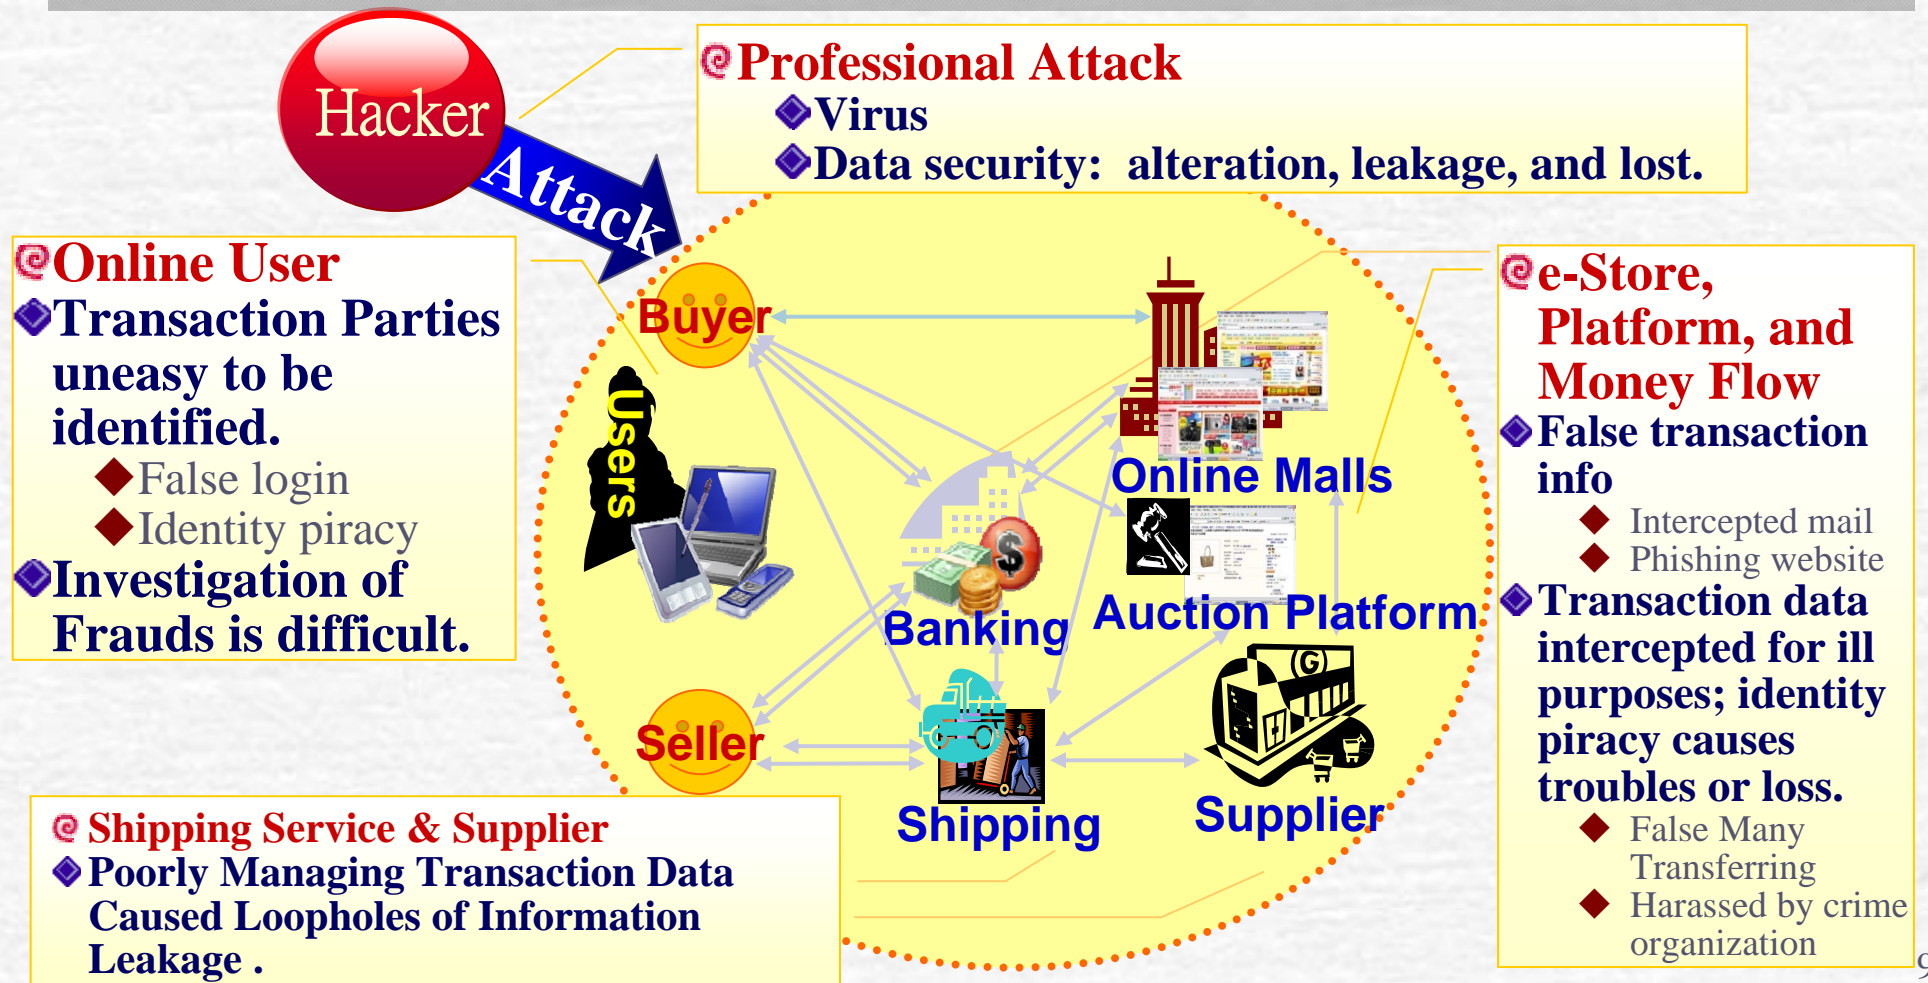 Hacker
Attack
Professional Attack
Virus
Data security: alteration, leakage, and lost.
Online User
Transaction Parties
uneasy to be
identified.
False login
Identity piracy
Investigation of
Frauds is difficult.
Buyer
Users
Seller
Banking
Online Malls
Auction Platform
Shipping
Supplier
G
$
e-Store,
Platform, and
Money Flow
False transaction
info
Intercepted mail
Phishing website
Transaction data
intercepted for ill
purposes; identity
piracy causes
troubles or loss.
False Many
Transferring
Harassed by crime
organization
Shipping Service & Supplier
Poorly Managing Transaction Data
Caused Loopholes of Information
Leakage .